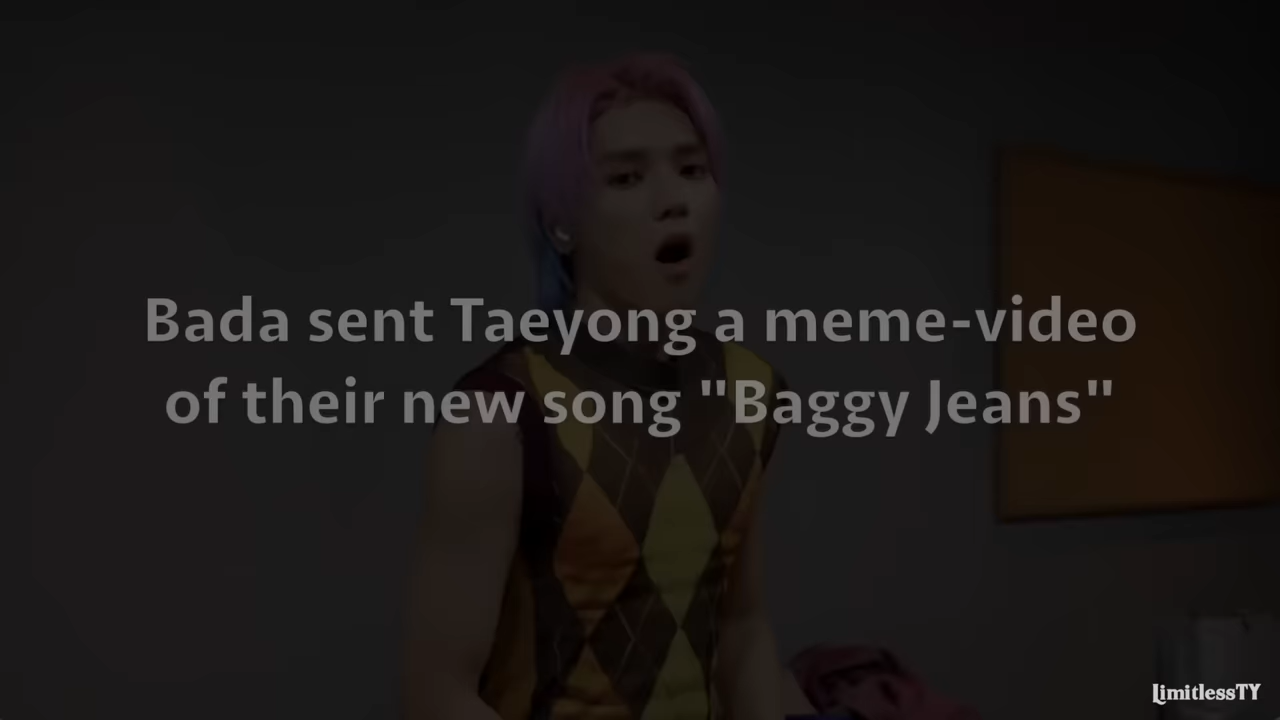 Bada sent Taeyong a meme-video
of their new song "Baggy Jeans"
LimitlessTY